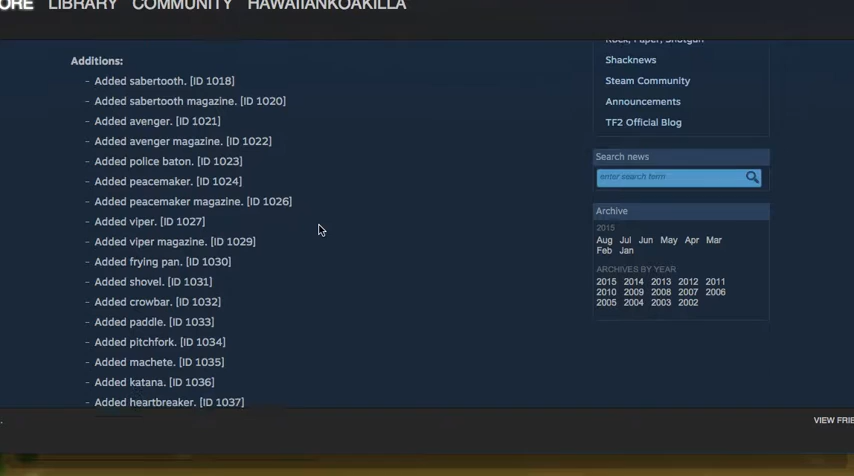 ORE LIBRARY COMMUNITY HAWAIIANKOAKILLA
Additions:
- Added sabertooth. [ID 1018]
- Added sabertooth magazine. [ID 1020]
- Added avenger. [ID 1021]
- Added avenger magazine. [ID 1022]
- Added police baton. [ID 1023]
- Added peacemaker. [ID 1024]
- Added peacemaker magazine. [ID 1026]
- Added viper. [ID 1027]
- Added viper magazine. [ID 1029]
- Added frying pan. [ID 1030]
- Added shovel. [ID 1031]
- Added crowbar. [ID 1032]
- Added paddle. [ID 1033]
- Added pitchfork. [ID 1034]
- Added machete. [ID 1035]
- Added katana. [ID 1036]
- Added heartbreaker. [ID 1037]
Rock, Paper, Shotgun
Shacknews
Steam Community
Announcements
TF2 Official Blog
Search news
enter search term
Archive
2015
Aug Jul Jun May Apr Mar
Feb Jan
ARCHIVES BY YEAR
2015 2014 2013 2012 2011
2010 2009 2008 2007 2006
2005 2004 2003 2002
VIEW FRIE